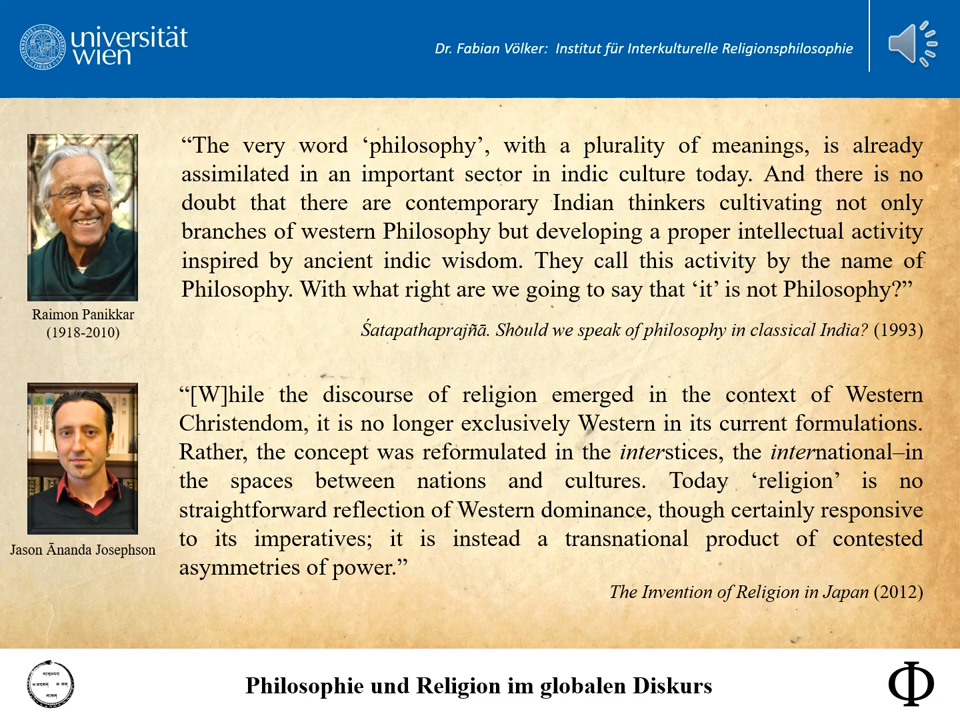 universität
wien
Dr. Fabian Völker: Institut für Interkulturelle Religionsphilosophie
“The very word ‘philosophy’, with a plurality of meanings, is already
assimilated in an important sector in indic culture today. And there is no
doubt that there are contemporary Indian thinkers cultivating not only
branches of western Philosophy but developing a proper intellectual activity
inspired by ancient indic wisdom. They call this activity by the name of
Philosophy. With what right are we going to say that ‘it’ is not Philosophy?”
Raimon Panikkar
(1918-2010)
Śatapathaprajñā. Should we speak of philosophy in classical India? (1993)
“[W]hile the discourse of religion emerged in the context of Western
Christendom, it is no longer exclusively Western in its current formulations.
Rather, the concept was reformulated in the interstices, the international–in
the spaces between nations and cultures. Today ‘religion’ is no
straightforward reflection of Western dominance, though certainly responsive
to its imperatives; it is instead a transnational product of contested
asymmetries of power.”
Jason Ānanda Josephson
The Invention of Religion in Japan (2012)
Philosophie und Religion im globalen Diskurs
Φ